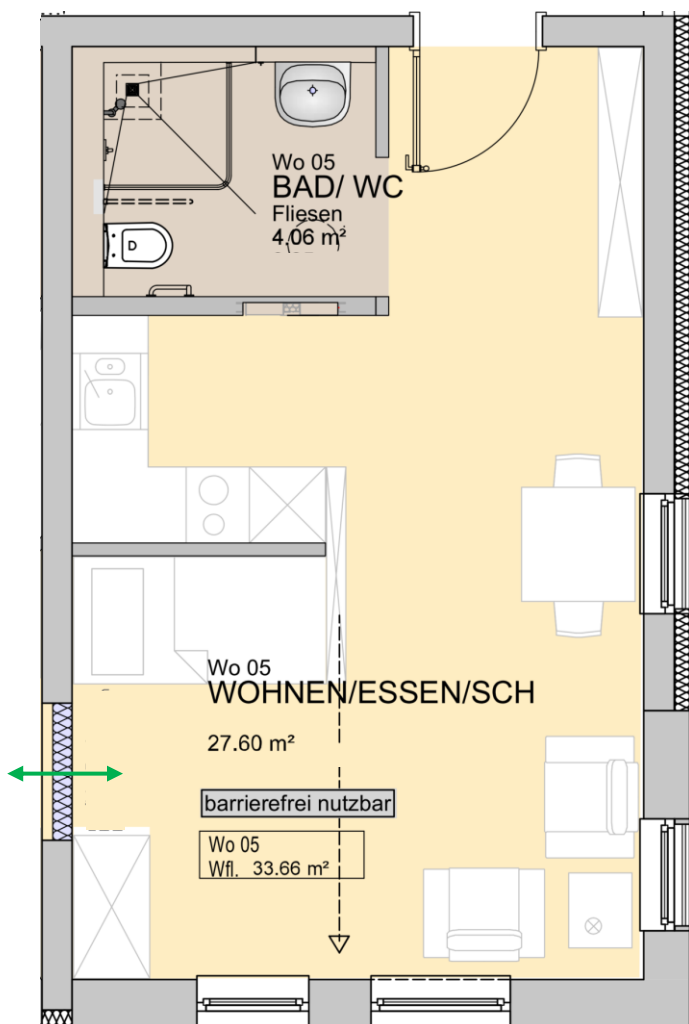 Wo 05
BAD/ WC
Fliesen
4.06 m²
D
Wo 05
WOHNEN/ESSEN/SCH
27.60 m²
barrierefrei nutzbar
Wo 05
Wfl. 33.66 m²